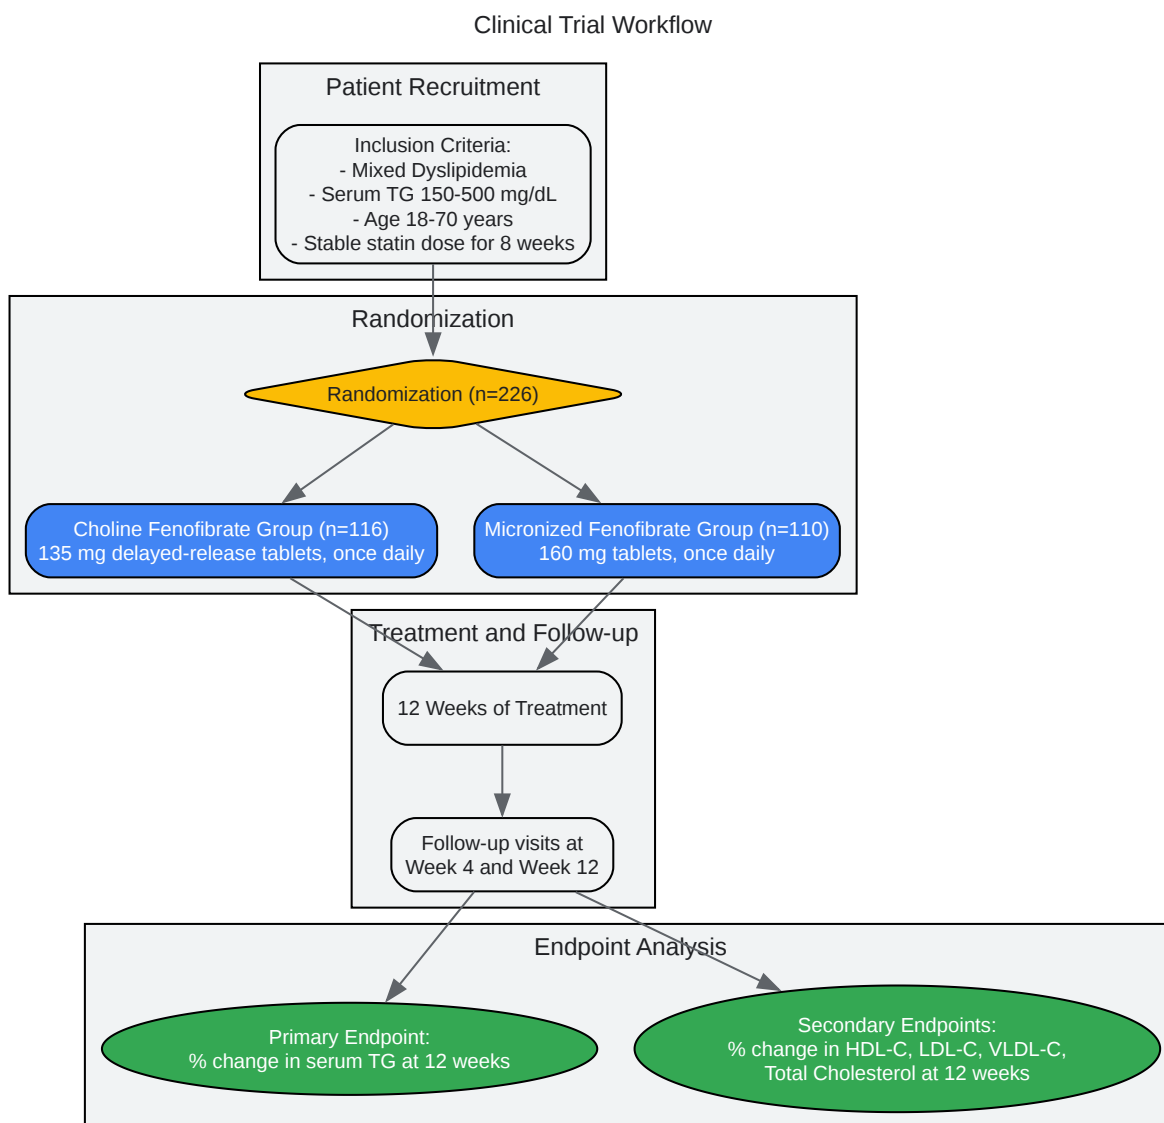 Clinical Trial Workflow
Patient Recruitment
Inclusion Criteria:
- Mixed Dyslipidemia
- Serum TG 150-500 mg/dL
- Age 18-70 years
- Stable statin dose for 8 weeks
Randomization
Randomization (n=226)
Choline Fenofibrate Group (n=116)
135 mg delayed-release tablets, once daily
Micronized Fenofibrate Group (n=110)
160 mg tablets, once daily
Treatment and Follow-up
12 Weeks of Treatment
Follow-up visits at
Week 4 and Week 12
Endpoint Analysis
Primary Endpoint:
% change in serum TG at 12 weeks
Secondary Endpoints:
% change in HDL-C, LDL-C, VLDL-C,
Total Cholesterol at 12 weeks